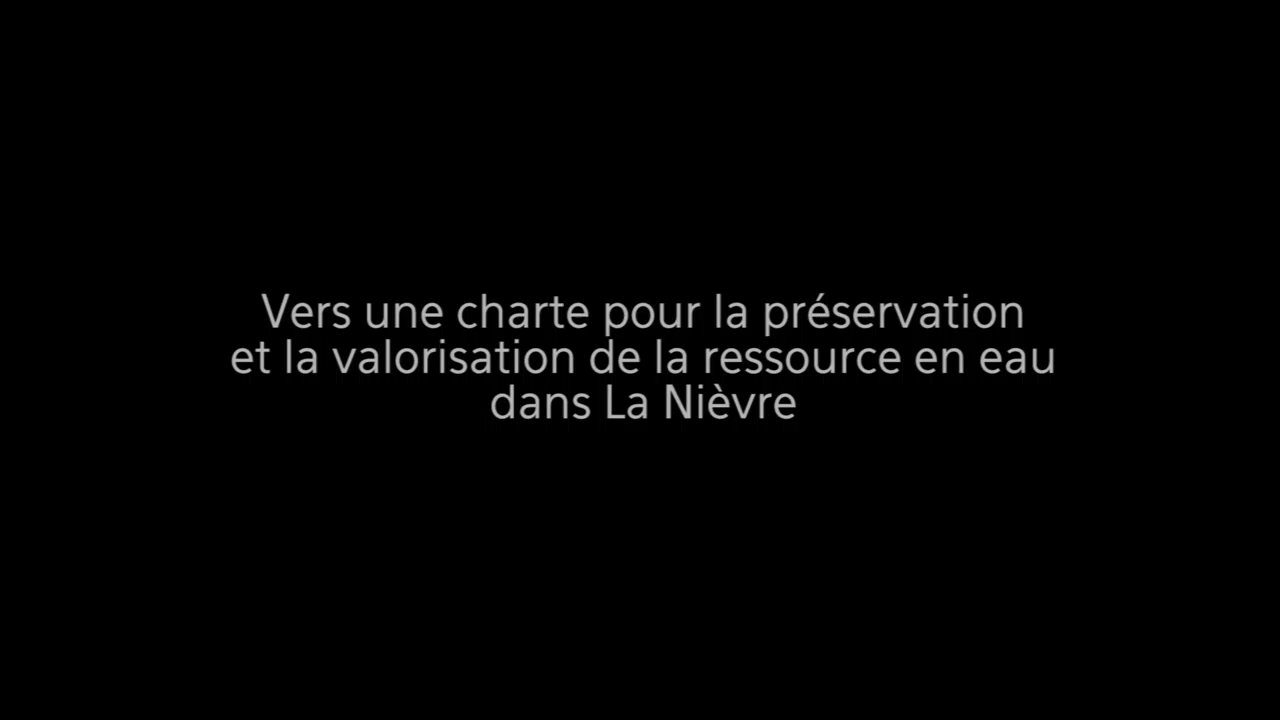 Vers une charte pour la préservation
et la valorisation de la ressource en eau
dans La Nièvre